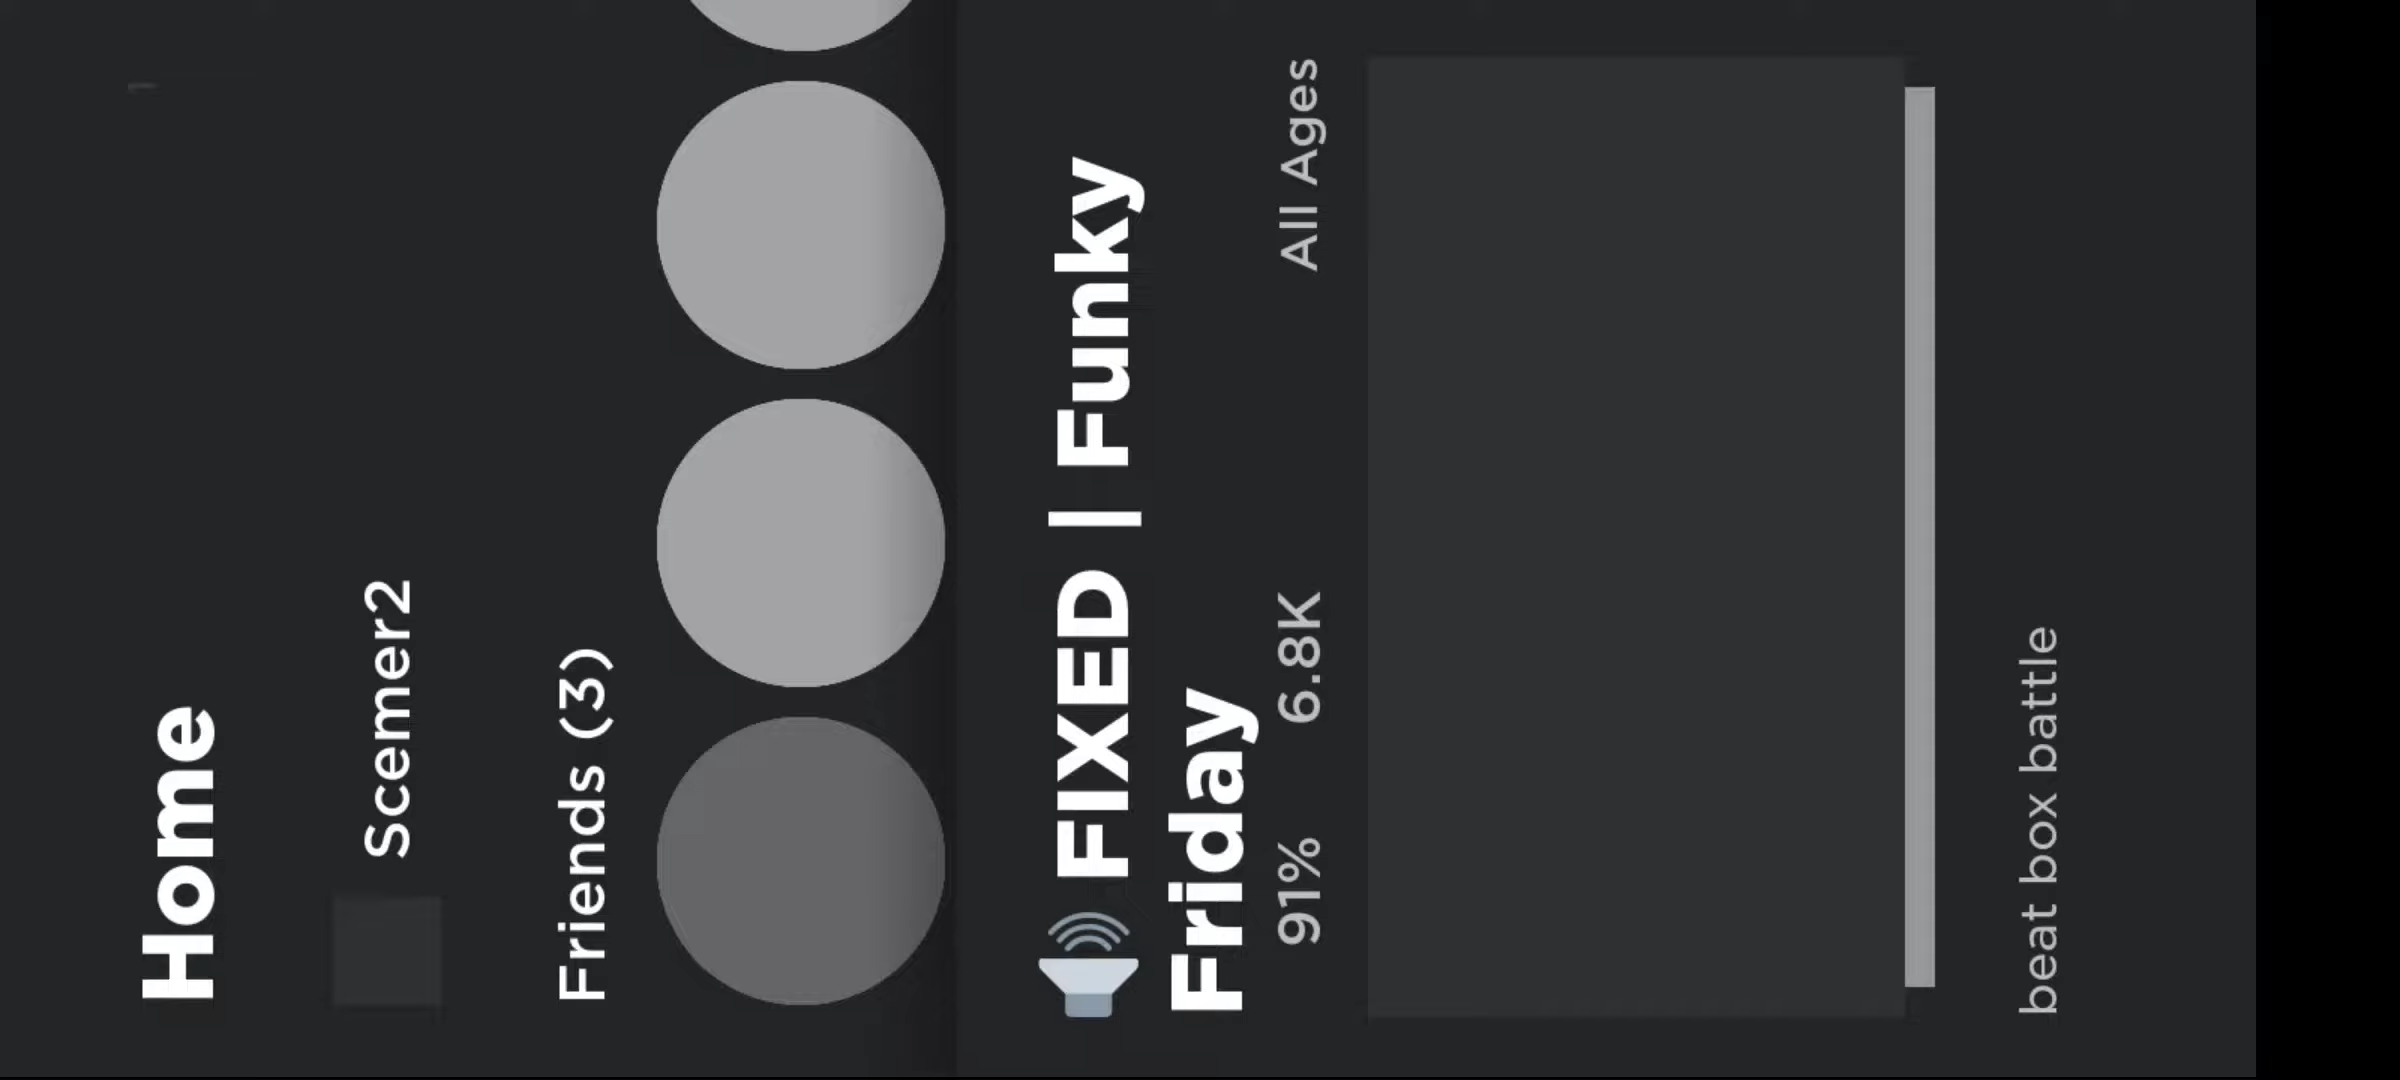 Home
Scemer2
Friends (3)
🔊 FIXED | Funky
Friday
91% 6.8K All Ages
beat box battle